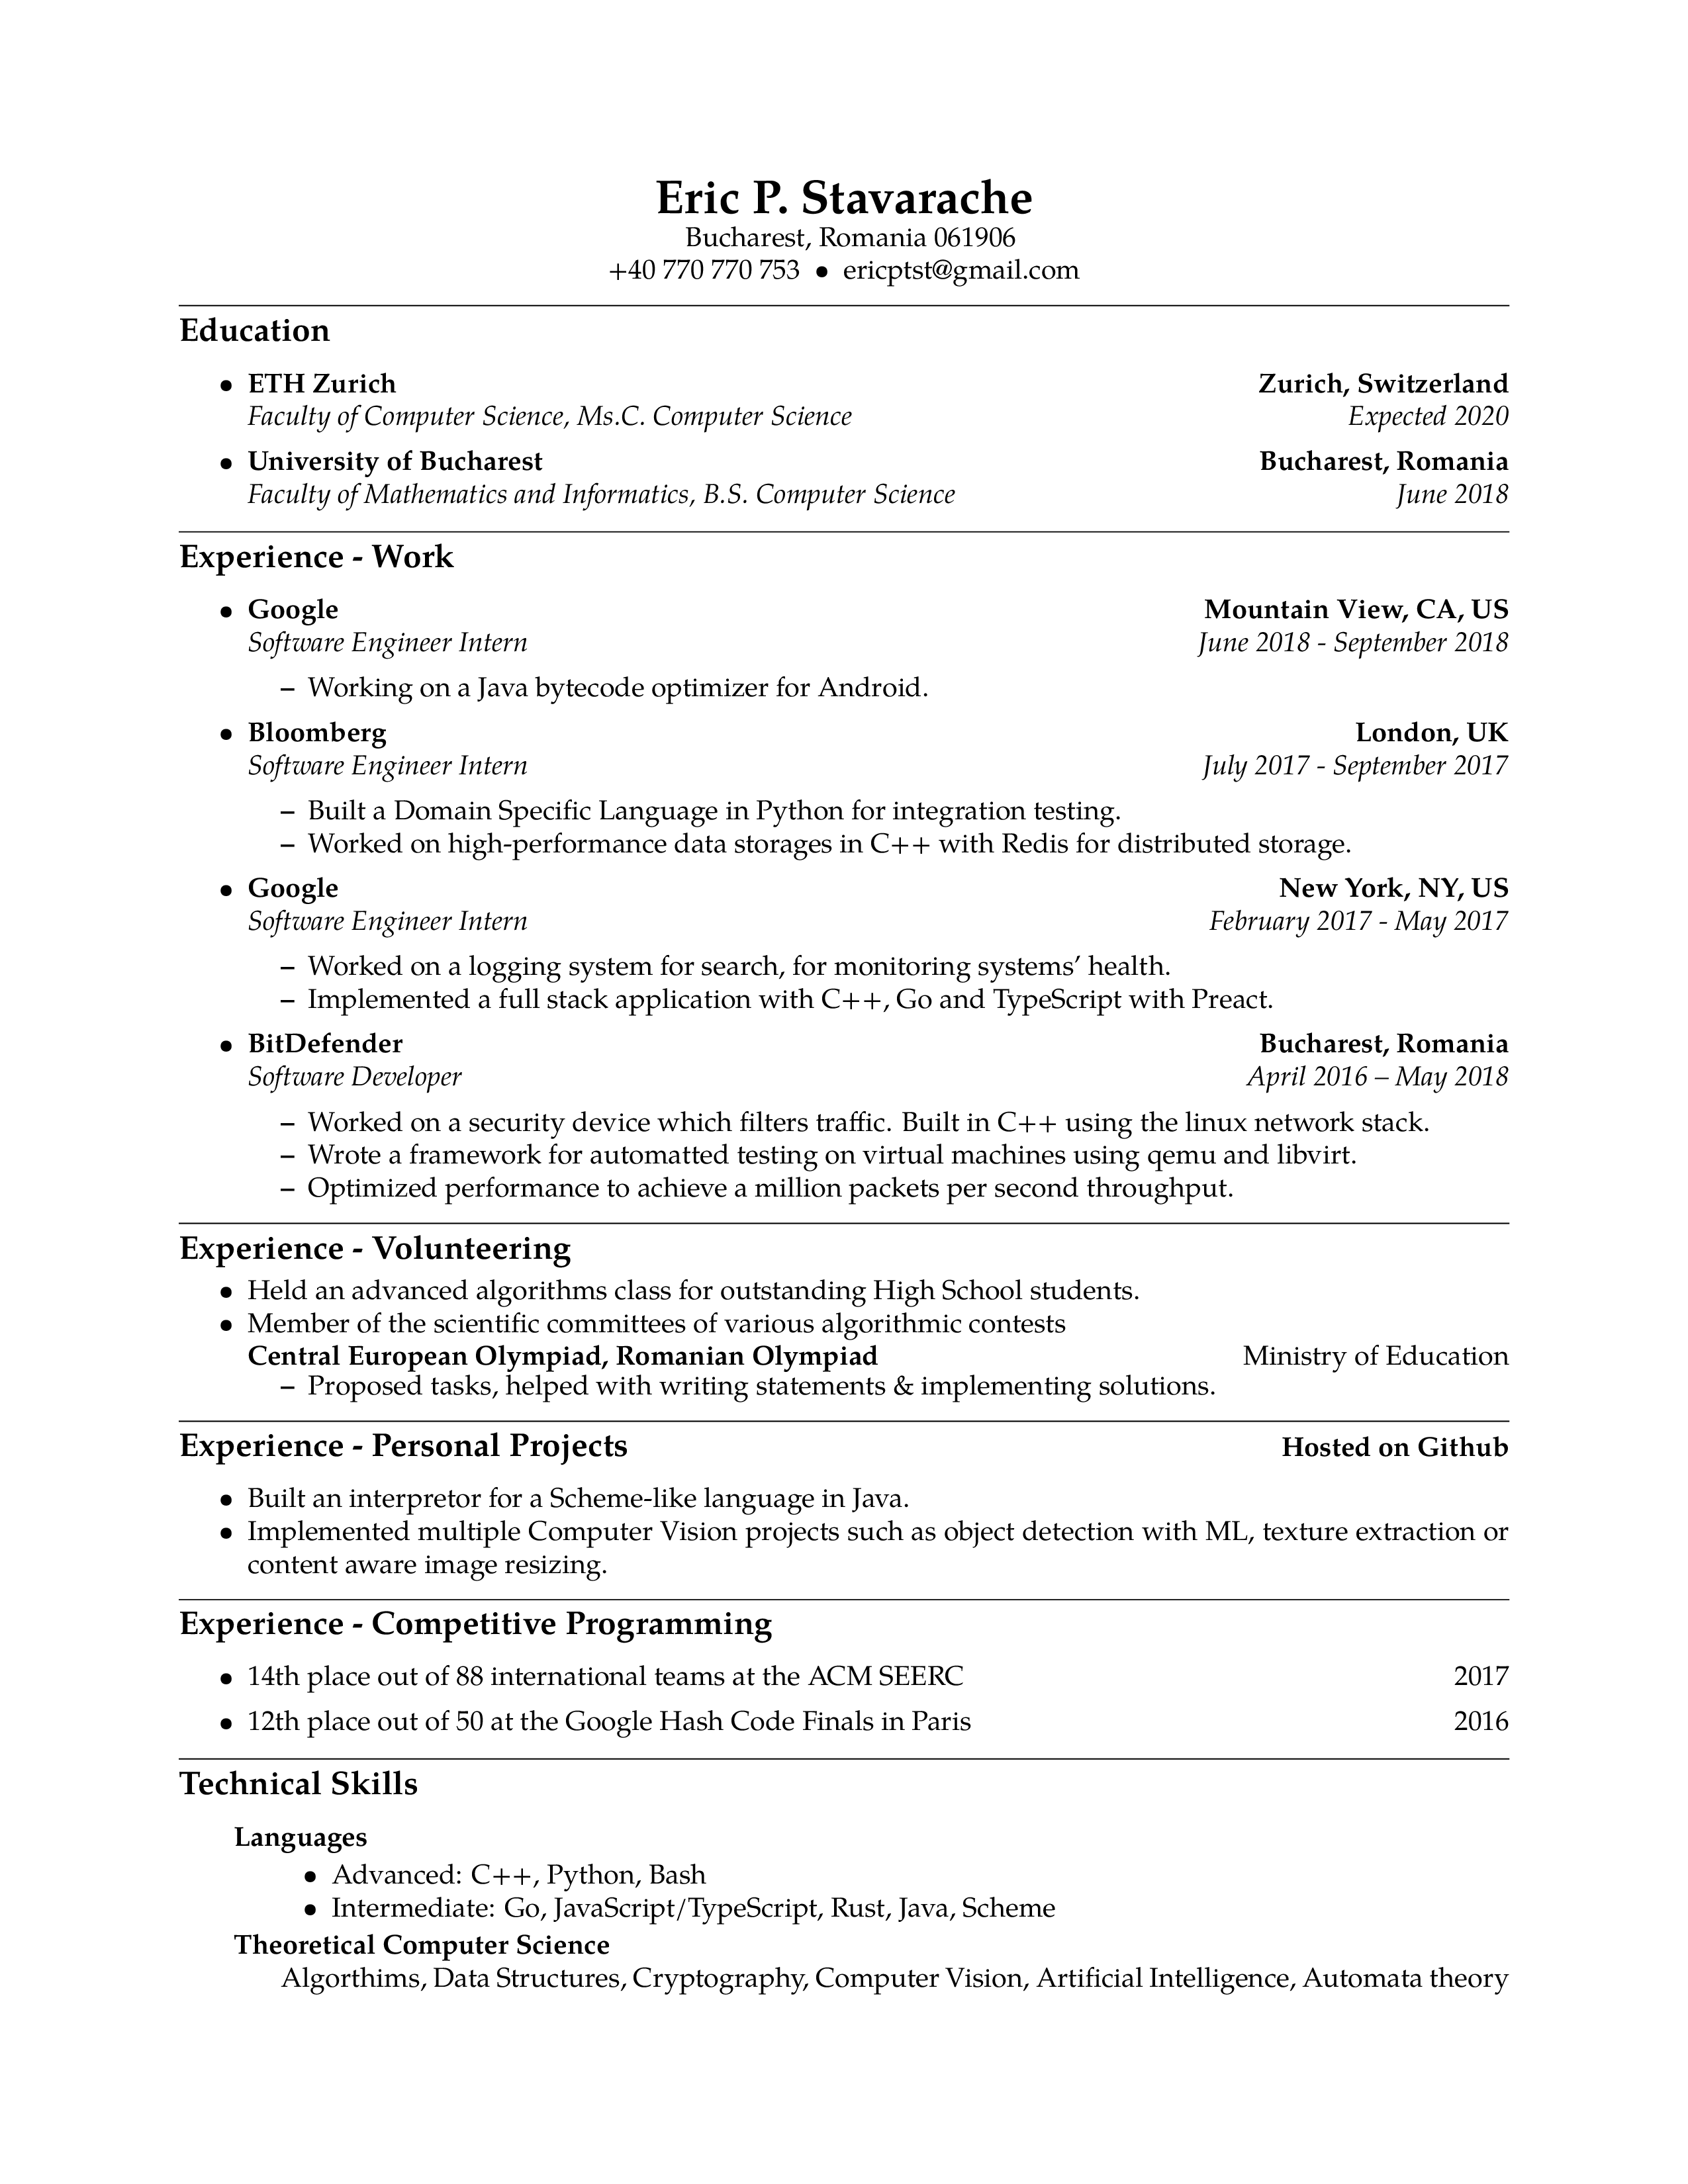 Eric P. Stavarache
Bucharest, Romania 061906
+40 770 770 753 ● ericptst@gmail.com
Education
● ETH Zurich Zurich, Switzerland
Faculty of Computer Science, Ms.C. Computer Science Expected 2020
● University of Bucharest Bucharest, Romania
Faculty of Mathematics and Informatics, B.S. Computer Science June 2018
Experience - Work
● Google Mountain View, CA, US
Software Engineer Intern June 2018 - September 2018
– Working on a Java bytecode optimizer for Android.
● Bloomberg London, UK
Software Engineer Intern July 2017 - September 2017
– Built a Domain Specific Language in Python for integration testing.
– Worked on high-performance data storages in C++ with Redis for distributed storage.
● Google New York, NY, US
Software Engineer Intern February 2017 - May 2017
– Worked on a logging system for search, for monitoring systems' health.
– Implemented a full stack application with C++, Go and TypeScript with Preact.
● BitDefender Bucharest, Romania
Software Developer April 2016 – May 2018
– Worked on a security device which filters traffic. Built in C++ using the linux network stack.
– Wrote a framework for automatted testing on virtual machines using qemu and libvirt.
– Optimized performance to achieve a million packets per second throughput.
Experience - Volunteering
● Held an advanced algorithms class for outstanding High School students.
● Member of the scientific committees of various algorithmic contests
Central European Olympiad, Romanian Olympiad Ministry of Education
– Proposed tasks, helped with writing statements & implementing solutions.
Experience - Personal Projects Hosted on Github
● Built an interpretor for a Scheme-like language in Java.
● Implemented multiple Computer Vision projects such as object detection with ML, texture extraction or
content aware image resizing.
Experience - Competitive Programming
● 14th place out of 88 international teams at the ACM SEERC 2017
● 12th place out of 50 at the Google Hash Code Finals in Paris 2016
Technical Skills
Languages
● Advanced: C++, Python, Bash
● Intermediate: Go, JavaScript/TypeScript, Rust, Java, Scheme
Theoretical Computer Science
Algorthims, Data Structures, Cryptography, Computer Vision, Artificial Intelligence, Automata theory